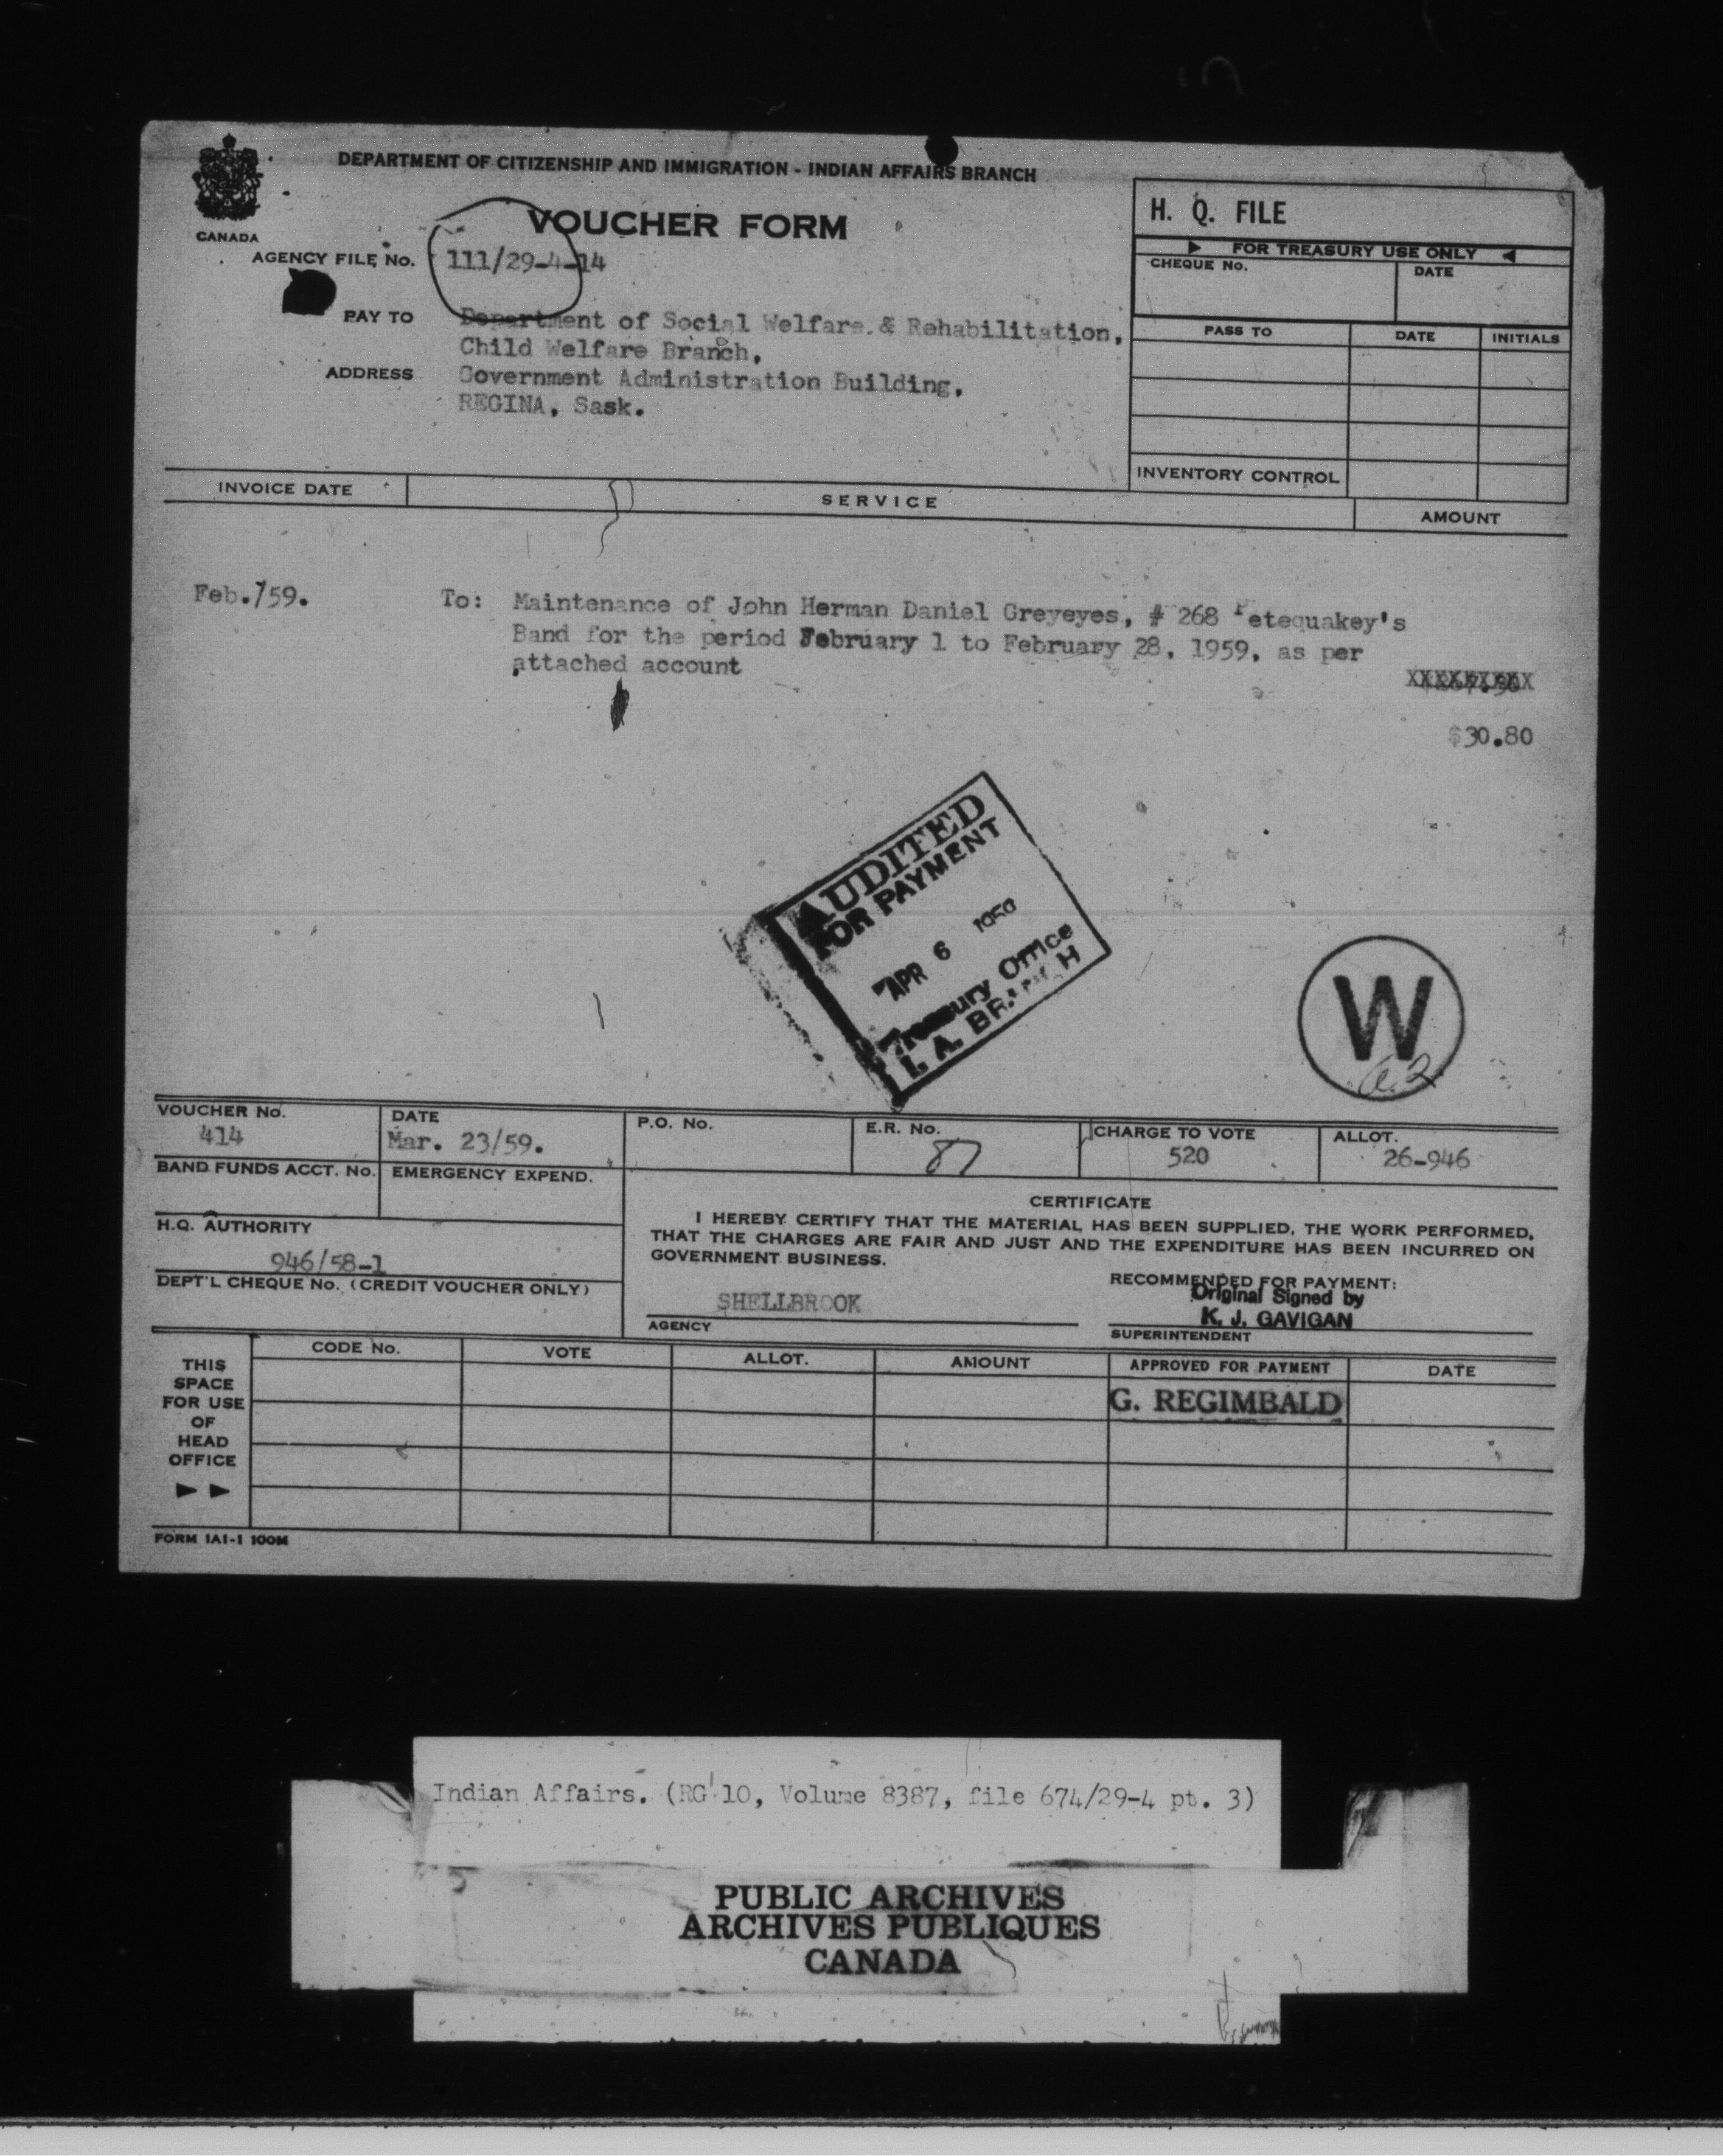 DEPARTMENT OF CITIZENSHIP AND IMMIGRATION - INDIAN AFFAIRS BRANCH
CANADA
VOUCHER FORM
H. Q. FILE
FOR TREASURY USE ONLY
CHEQUE No. DATE
AGENCY FILE No. 111/29-4-14
PAY TO Department of Social Welfare & Rehabilitation,
Child Welfare Branch,
ADDRESS Government Administration Building,
REGINA, Sask.
PASS TO DATE INITIALS
INVENTORY CONTROL
INVOICE DATE SERVICE AMOUNT
Feb./59. To: Maintenance of John Herman Daniel Greyeyes, # 268 Petequakey's
Band for the period February 1 to February 28, 1959, as per
attached account
$30.80
AUDITED
FOR PAYMENT
APR 6 1959
Treasury Office
I. A. BRANCH
W
VOUCHER No. DATE P.O. No. E.R. No. CHARGE TO VOTE ALLOT.
414 Mar. 23/59. 87 520 26-946
BAND FUNDS ACCT. No. EMERGENCY EXPEND.
H.Q. AUTHORITY
946/58-1
DEPT'L CHEQUE No. (CREDIT VOUCHER ONLY)
CERTIFICATE
I HEREBY CERTIFY THAT THE MATERIAL HAS BEEN SUPPLIED, THE WORK PERFORMED,
THAT THE CHARGES ARE FAIR AND JUST AND THE EXPENDITURE HAS BEEN INCURRED ON
GOVERNMENT BUSINESS.
RECOMMENDED FOR PAYMENT:
Original Signed by
SHELLBROOK K. J. GAVIGAN
AGENCY SUPERINTENDENT
THIS
SPACE
FOR USE
OF
HEAD
OFFICE
CODE No. VOTE ALLOT. AMOUNT APPROVED FOR PAYMENT DATE
G. REGIMBALD
FORM 1A1-1 100M
Indian Affairs. (RG 10, Volume 8387, file 674/29-4 pt. 3)
PUBLIC ARCHIVES
ARCHIVES PUBLIQUES
CANADA